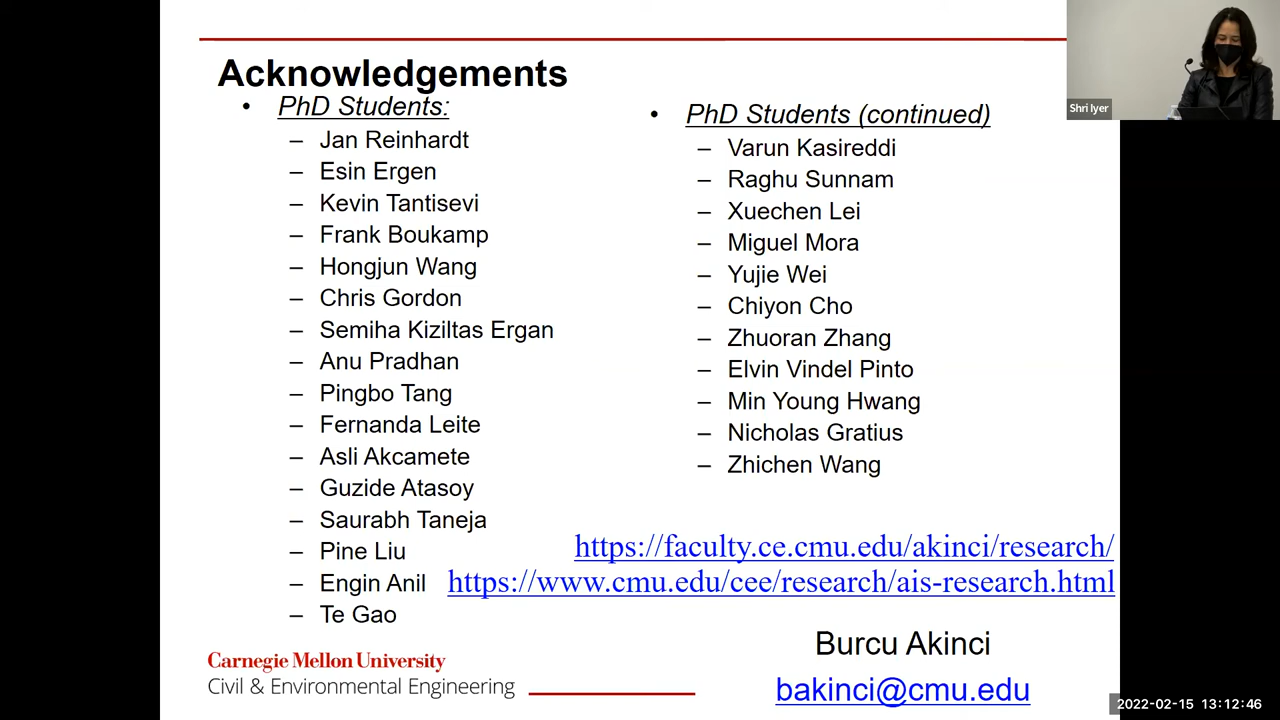 Acknowledgements
• PhD Students:
– Jan Reinhardt
– Esin Ergen
– Kevin Tantisevi
– Frank Boukamp
– Hongjun Wang
– Chris Gordon
– Semiha Kiziltas Ergan
– Anu Pradhan
– Pingbo Tang
– Fernanda Leite
– Asli Akcamete
– Guzide Atasoy
– Saurabh Taneja
– Pine Liu
– Engin Anil
– Te Gao
• PhD Students (continued)
– Varun Kasireddi
– Raghu Sunnam
– Xuechen Lei
– Miguel Mora
– Yujie Wei
– Chiyon Cho
– Zhuoran Zhang
– Elvin Vindel Pinto
– Min Young Hwang
– Nicholas Gratius
– Zhichen Wang
https://faculty.ce.cmu.edu/akinci/research/
https://www.cmu.edu/cee/research/ais-research.html
Burcu Akinci
bakinci@cmu.edu
Carnegie Mellon University
Civil & Environmental Engineering
Shri Iyer
2022-02-15 13:12:46